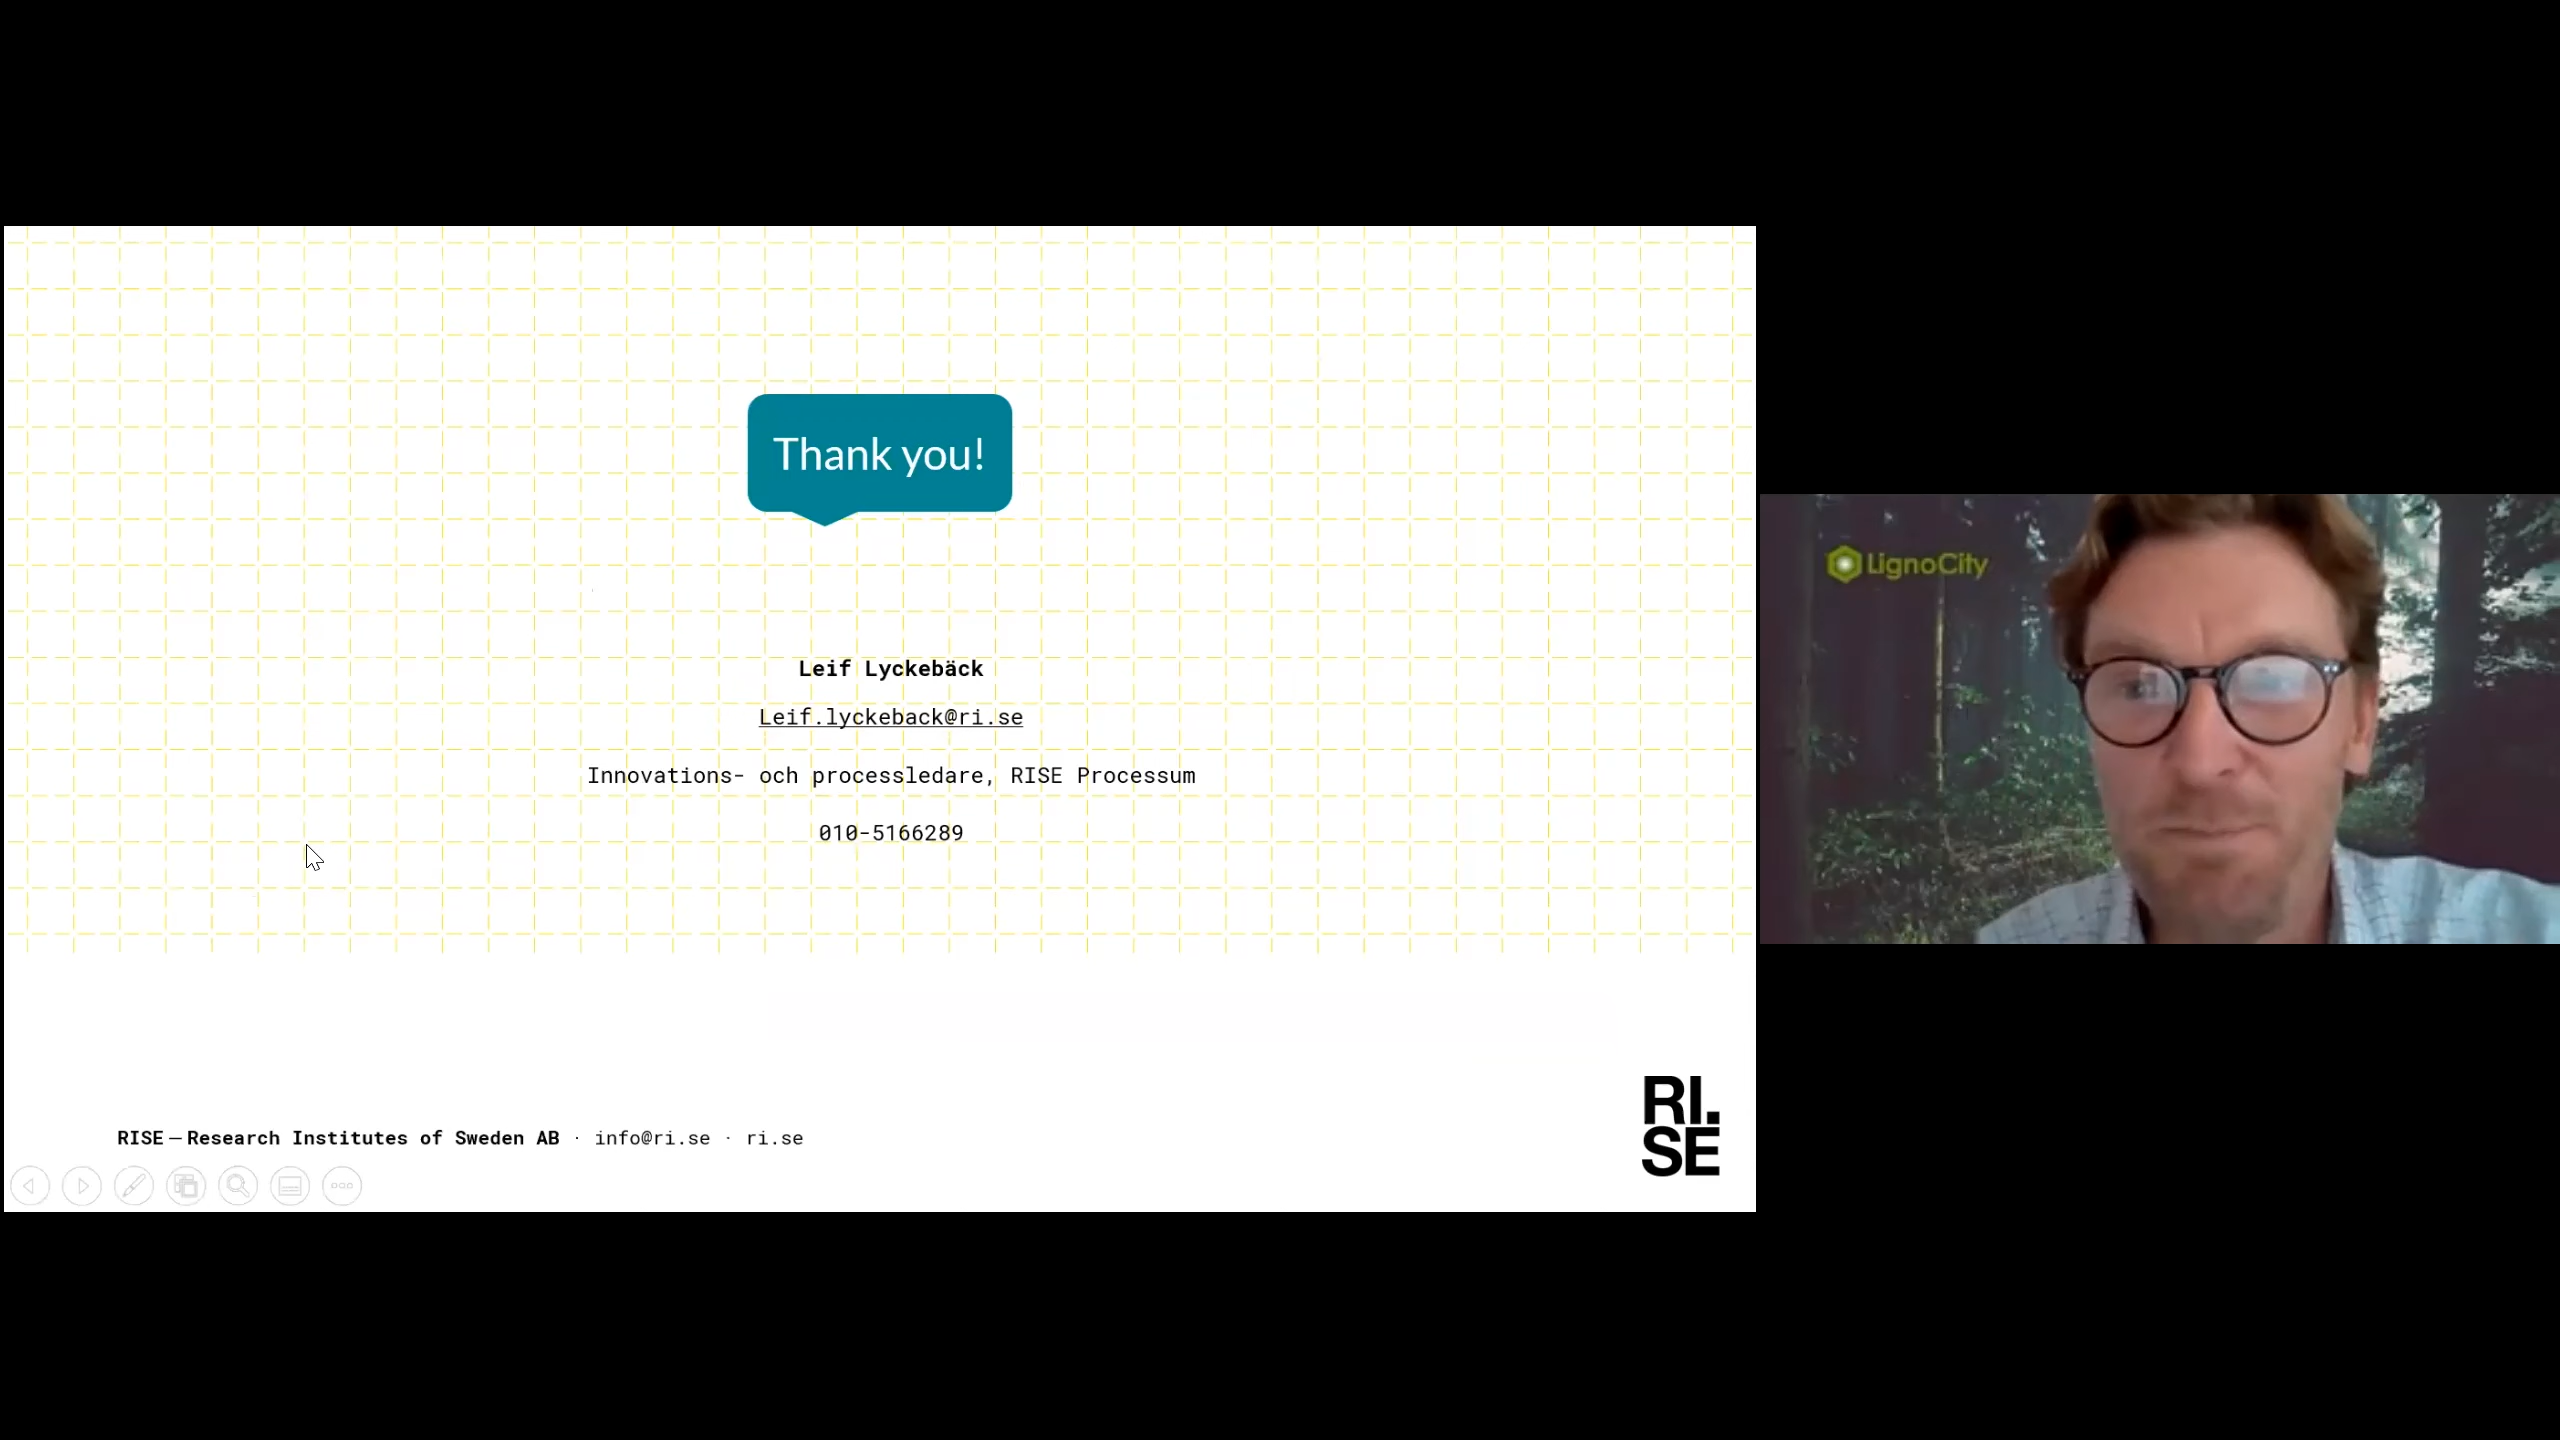 Thank you!
Leif Lyckebäck
Leif.lyckeback@ri.se
Innovations- och processledare, RISE Processum
010-5166289
RISE — Research Institutes of Sweden AB · info@ri.se · ri.se
RI.
SE
LignoCity